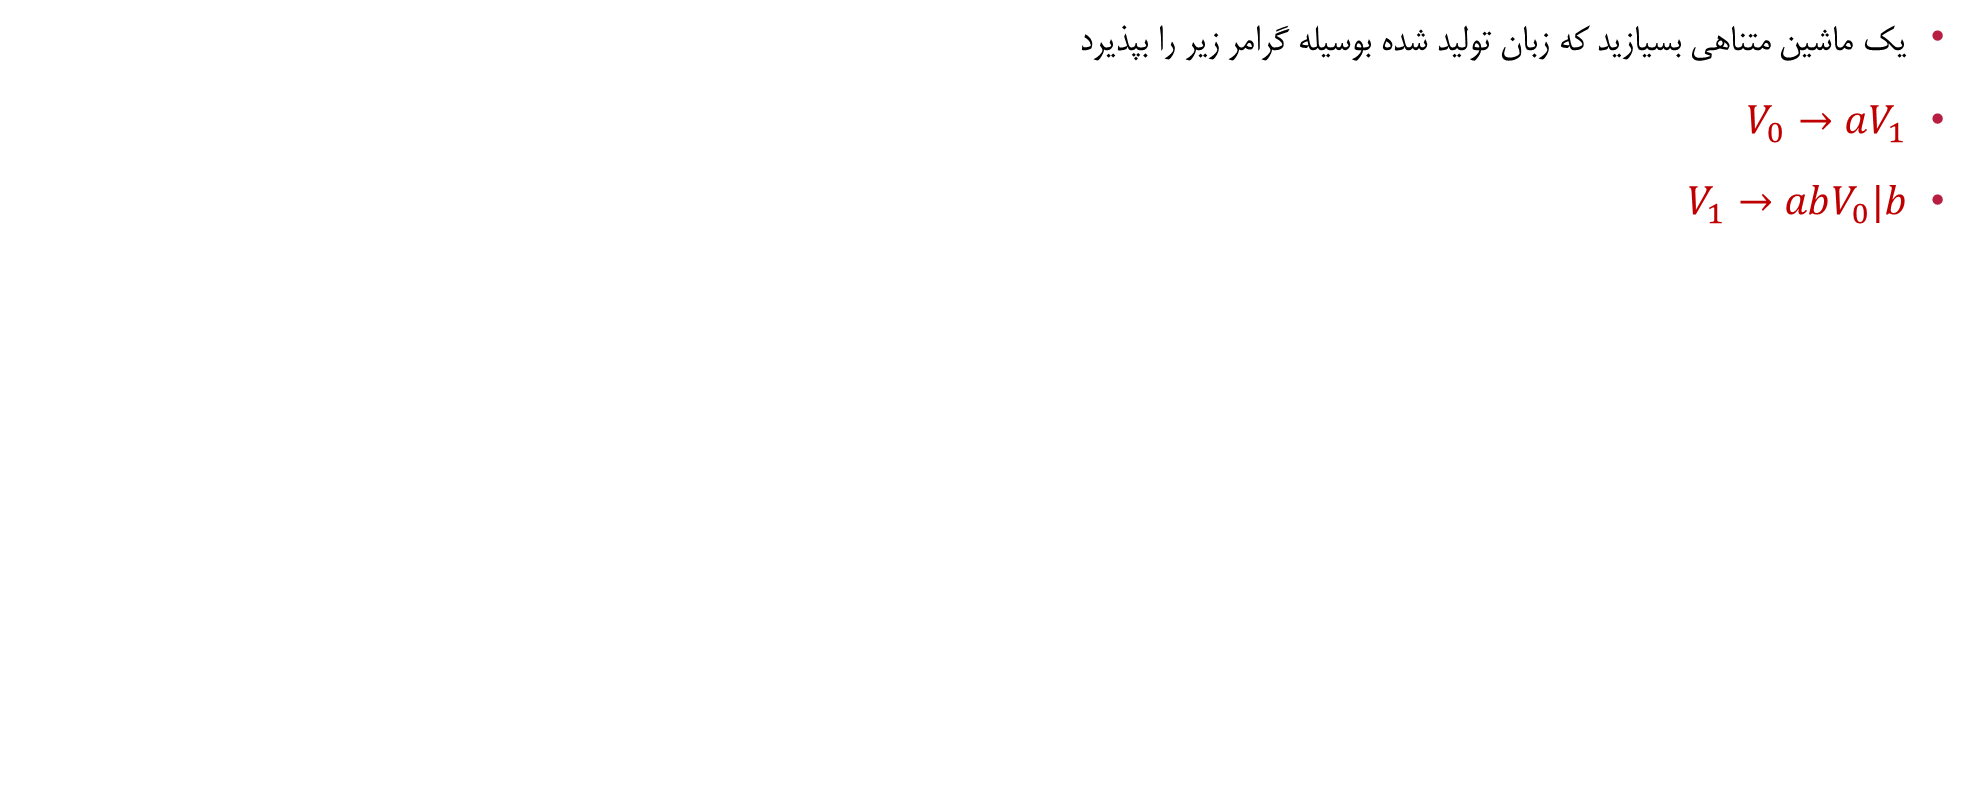 • یک ماشین متناهی بسیازید که زبان تولید شده بوسیله گرامر زیر را بپذیرد
• V₀ → aV₁
• V₁ → abV₀|b